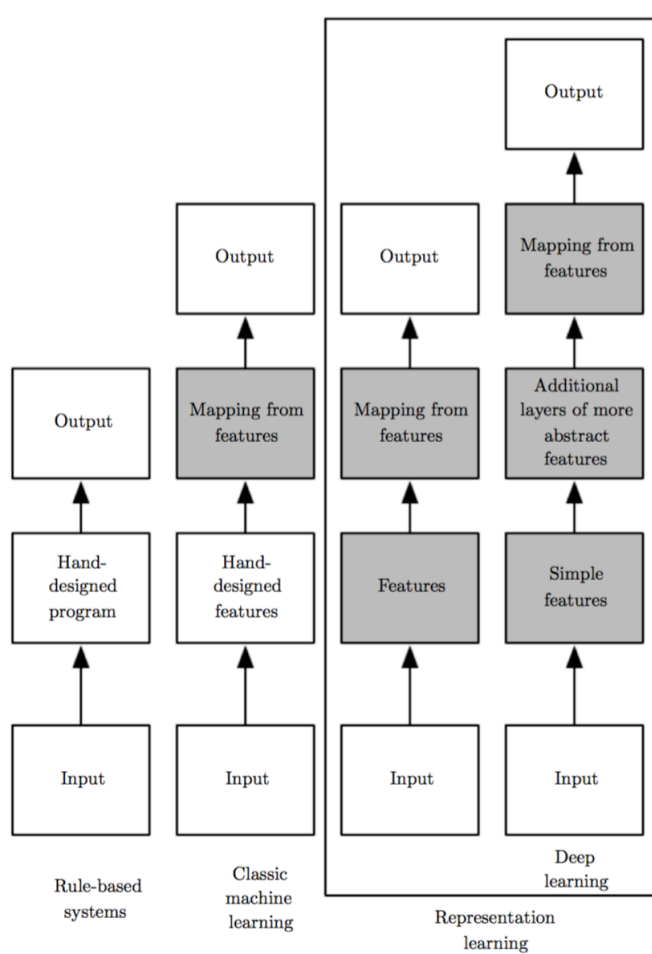 Output
Mapping from
features
Additional
layers of more
abstract
features
Simple
features
Input
Deep
learning
Output
Mapping from
features
Features
Input
Representation
learning
Output
Mapping from
features
Hand-
designed
features
Input
Classic
machine
learning
Output
Hand-
designed
program
Input
Rule-based
systems